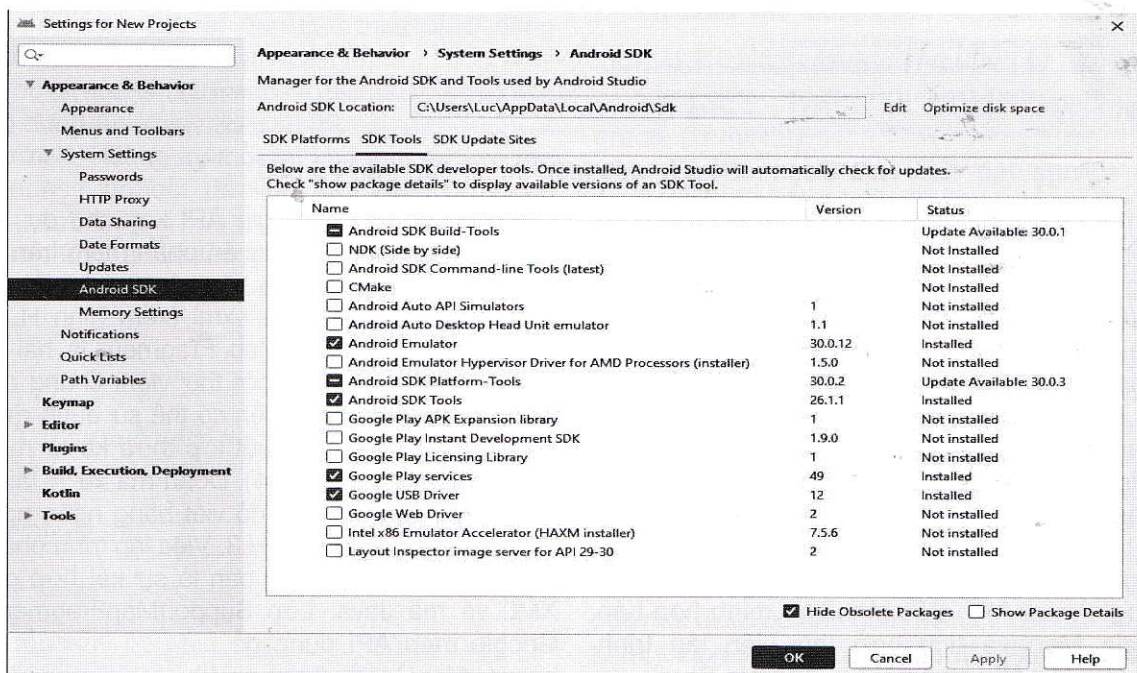 Settings for New Projects
Appearance & Behavior
Appearance
Menus and Toolbars
System Settings
Passwords
HTTP Proxy
Data Sharing
Date Formats
Updates
Android SDK
Memory Settings
Notifications
Quick Lists
Path Variables
Keymap
Editor
Plugins
Build, Execution, Deployment
Kotlin
Tools
Appearance & Behavior › System Settings › Android SDK
Manager for the Android SDK and Tools used by Android Studio
Android SDK Location: C:\Users\Luc\AppData\Local\Android\Sdk Edit Optimize disk space
SDK Platforms SDK Tools SDK Update Sites
Below are the available SDK developer tools. Once installed, Android Studio will automatically check for updates.
Check "show package details" to display available versions of an SDK Tool.
Name Version Status
Android SDK Build-Tools Update Available: 30.0.1
NDK (Side by side) Not Installed
Android SDK Command-line Tools (latest) Not Installed
CMake Not Installed
Android Auto API Simulators 1 Not installed
Android Auto Desktop Head Unit emulator 1.1 Not installed
Android Emulator 30.0.12 Installed
Android Emulator Hypervisor Driver for AMD Processors (installer) 1.5.0 Not installed
Android SDK Platform-Tools 30.0.2 Update Available: 30.0.3
Android SDK Tools 26.1.1 Installed
Google Play APK Expansion library 1 Not installed
Google Play Instant Development SDK 1.9.0 Not installed
Google Play Licensing Library 1 Not installed
Google Play services 49 Installed
Google USB Driver 12 Installed
Google Web Driver 2 Not installed
Intel x86 Emulator Accelerator (HAXM installer) 7.5.6 Not installed
Layout Inspector image server for API 29-30 2 Not installed
Hide Obsolete Packages Show Package Details
OK Cancel Apply Help